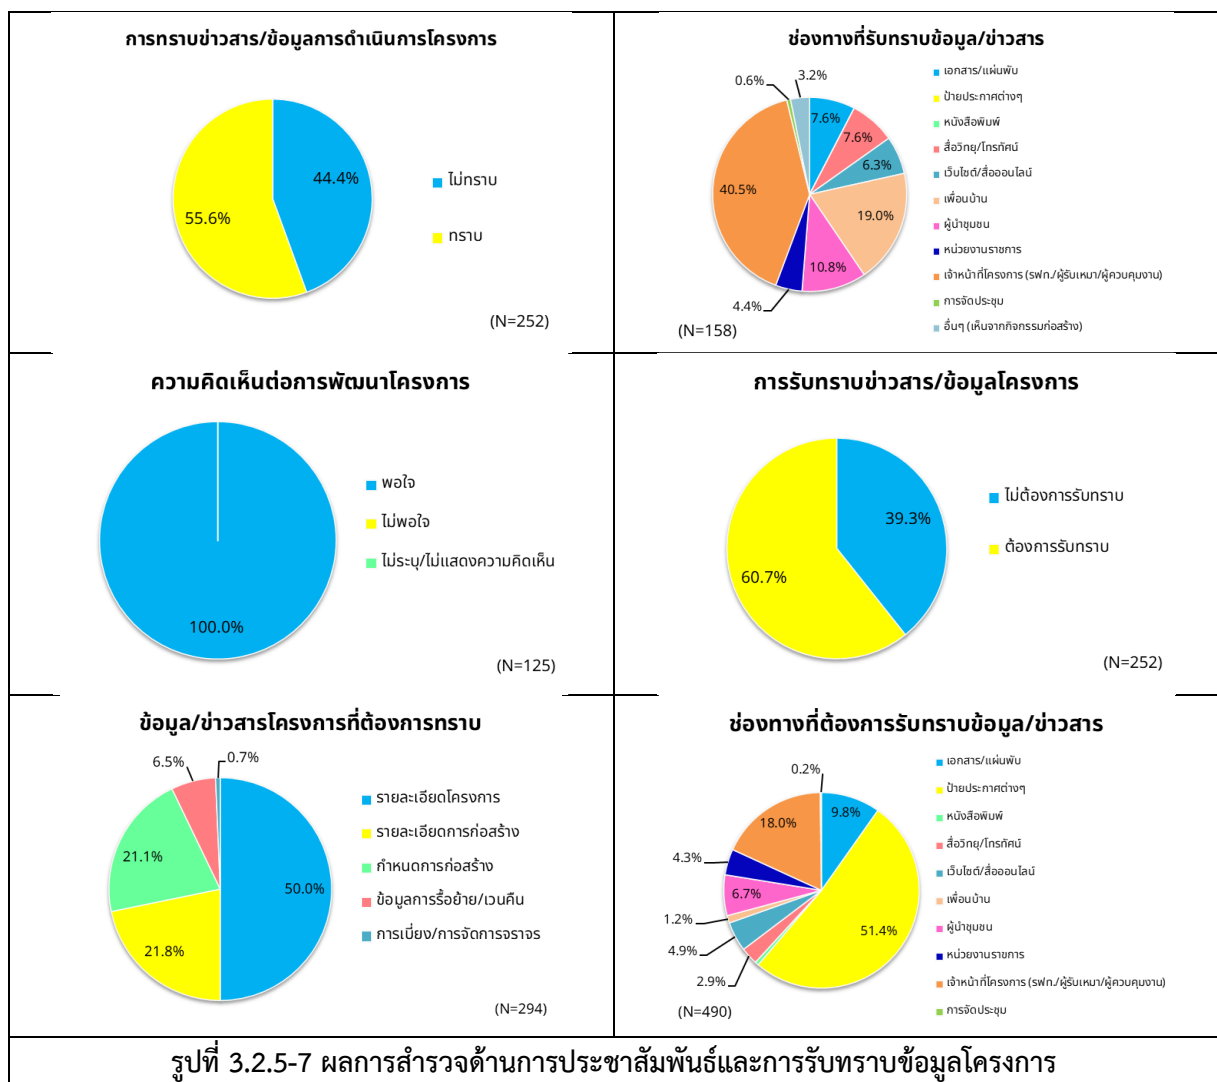 การทราบข่าวสาร/ข้อมูลการดำเนินการโครงการ
44.4%
55.6%
ไม่ทราบ
ทราบ
(N=252)
ช่องทางที่รับทราบข้อมูล/ข่าวสาร
0.6%
3.2%
7.6%
7.6%
6.3%
19.0%
10.8%
4.4%
40.5%
เอกสาร/แผ่นพับ
ป้ายประกาศต่างๆ
หนังสือพิมพ์
สื่อวิทยุ/โทรทัศน์
เว็บไซต์/สื่อออนไลน์
เพื่อนบ้าน
ผู้นำชุมชน
หน่วยงานราชการ
เจ้าหน้าที่โครงการ (รฟท./ผู้รับเหมา/ผู้ควบคุมงาน)
การจัดประชุม
อื่นๆ (เห็นจากกิจกรรมก่อสร้าง)
(N=158)
ความคิดเห็นต่อการพัฒนาโครงการ
100.0%
พอใจ
ไม่พอใจ
ไม่ระบุ/ไม่แสดงความคิดเห็น
(N=125)
การรับทราบข่าวสาร/ข้อมูลโครงการ
39.3%
60.7%
ไม่ต้องการรับทราบ
ต้องการรับทราบ
(N=252)
ข้อมูล/ข่าวสารโครงการที่ต้องการทราบ
6.5%
0.7%
21.1%
50.0%
21.8%
รายละเอียดโครงการ
รายละเอียดการก่อสร้าง
กำหนดการก่อสร้าง
ข้อมูลการรื้อย้าย/เวนคืน
การเบี่ยง/การจัดการจราจร
(N=294)
ช่องทางที่ต้องการรับทราบข้อมูล/ข่าวสาร
0.2%
9.8%
18.0%
4.3%
6.7%
1.2%
4.9%
2.9%
51.4%
เอกสาร/แผ่นพับ
ป้ายประกาศต่างๆ
หนังสือพิมพ์
สื่อวิทยุ/โทรทัศน์
เว็บไซต์/สื่อออนไลน์
เพื่อนบ้าน
ผู้นำชุมชน
หน่วยงานราชการ
เจ้าหน้าที่โครงการ (รฟท./ผู้รับเหมา/ผู้ควบคุมงาน)
การจัดประชุม
(N=490)
รูปที่ 3.2.5-7 ผลการสำรวจด้านการประชาสัมพันธ์และการรับทราบข้อมูลโครงการ